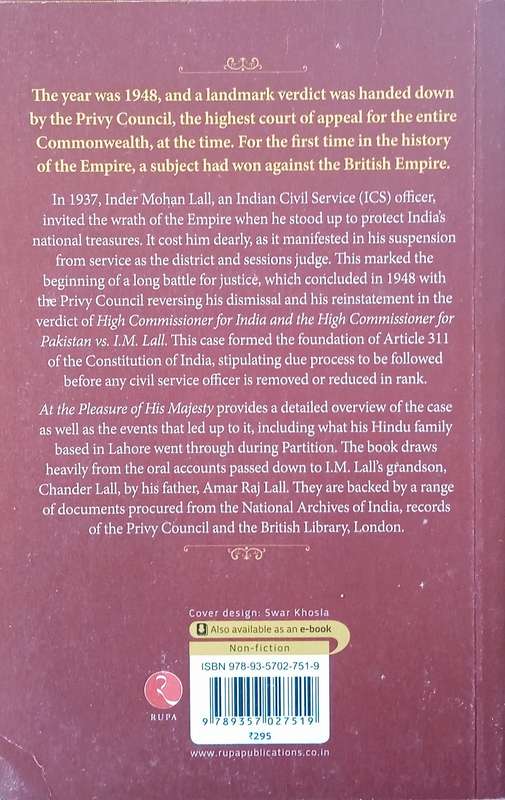 The year was 1948, and a landmark verdict was handed down
by the Privy Council, the highest court of appeal for the entire
Commonwealth, at the time. For the first time in the history
of the Empire, a subject had won against the British Empire.
In 1937, Inder Mohan Lall, an Indian Civil Service (ICS) officer,
invited the wrath of the Empire when he stood up to protect India's
national treasures. It cost him dearly, as it manifested in his suspension
from service as the district and sessions judge. This marked the
beginning of a long battle for justice, which concluded in 1948 with
the Privy Council reversing his dismissal and his reinstatement in the
verdict of High Commissioner for India and the High Commissioner for
Pakistan vs. I.M. Lall. This case formed the foundation of Article 311
of the Constitution of India, stipulating due process to be followed
before any civil service officer is removed or reduced in rank.
At the Pleasure of His Majesty provides a detailed overview of the case
as well as the events that led up to it, including what his Hindu family
based in Lahore went through during Partition. The book draws
heavily from the oral accounts passed down to I.M. Lall's grandson,
Chander Lall, by his father, Amar Raj Lall. They are backed by a range
of documents procured from the National Archives of India, records
of the Privy Council and the British Library, London.
Cover design: Swar Khosla
Also available as an e-book
Non-fiction
ISBN 978-93-5702-751-9
9 789357 027519
₹295
RUPA
www.rupapublications.co.in